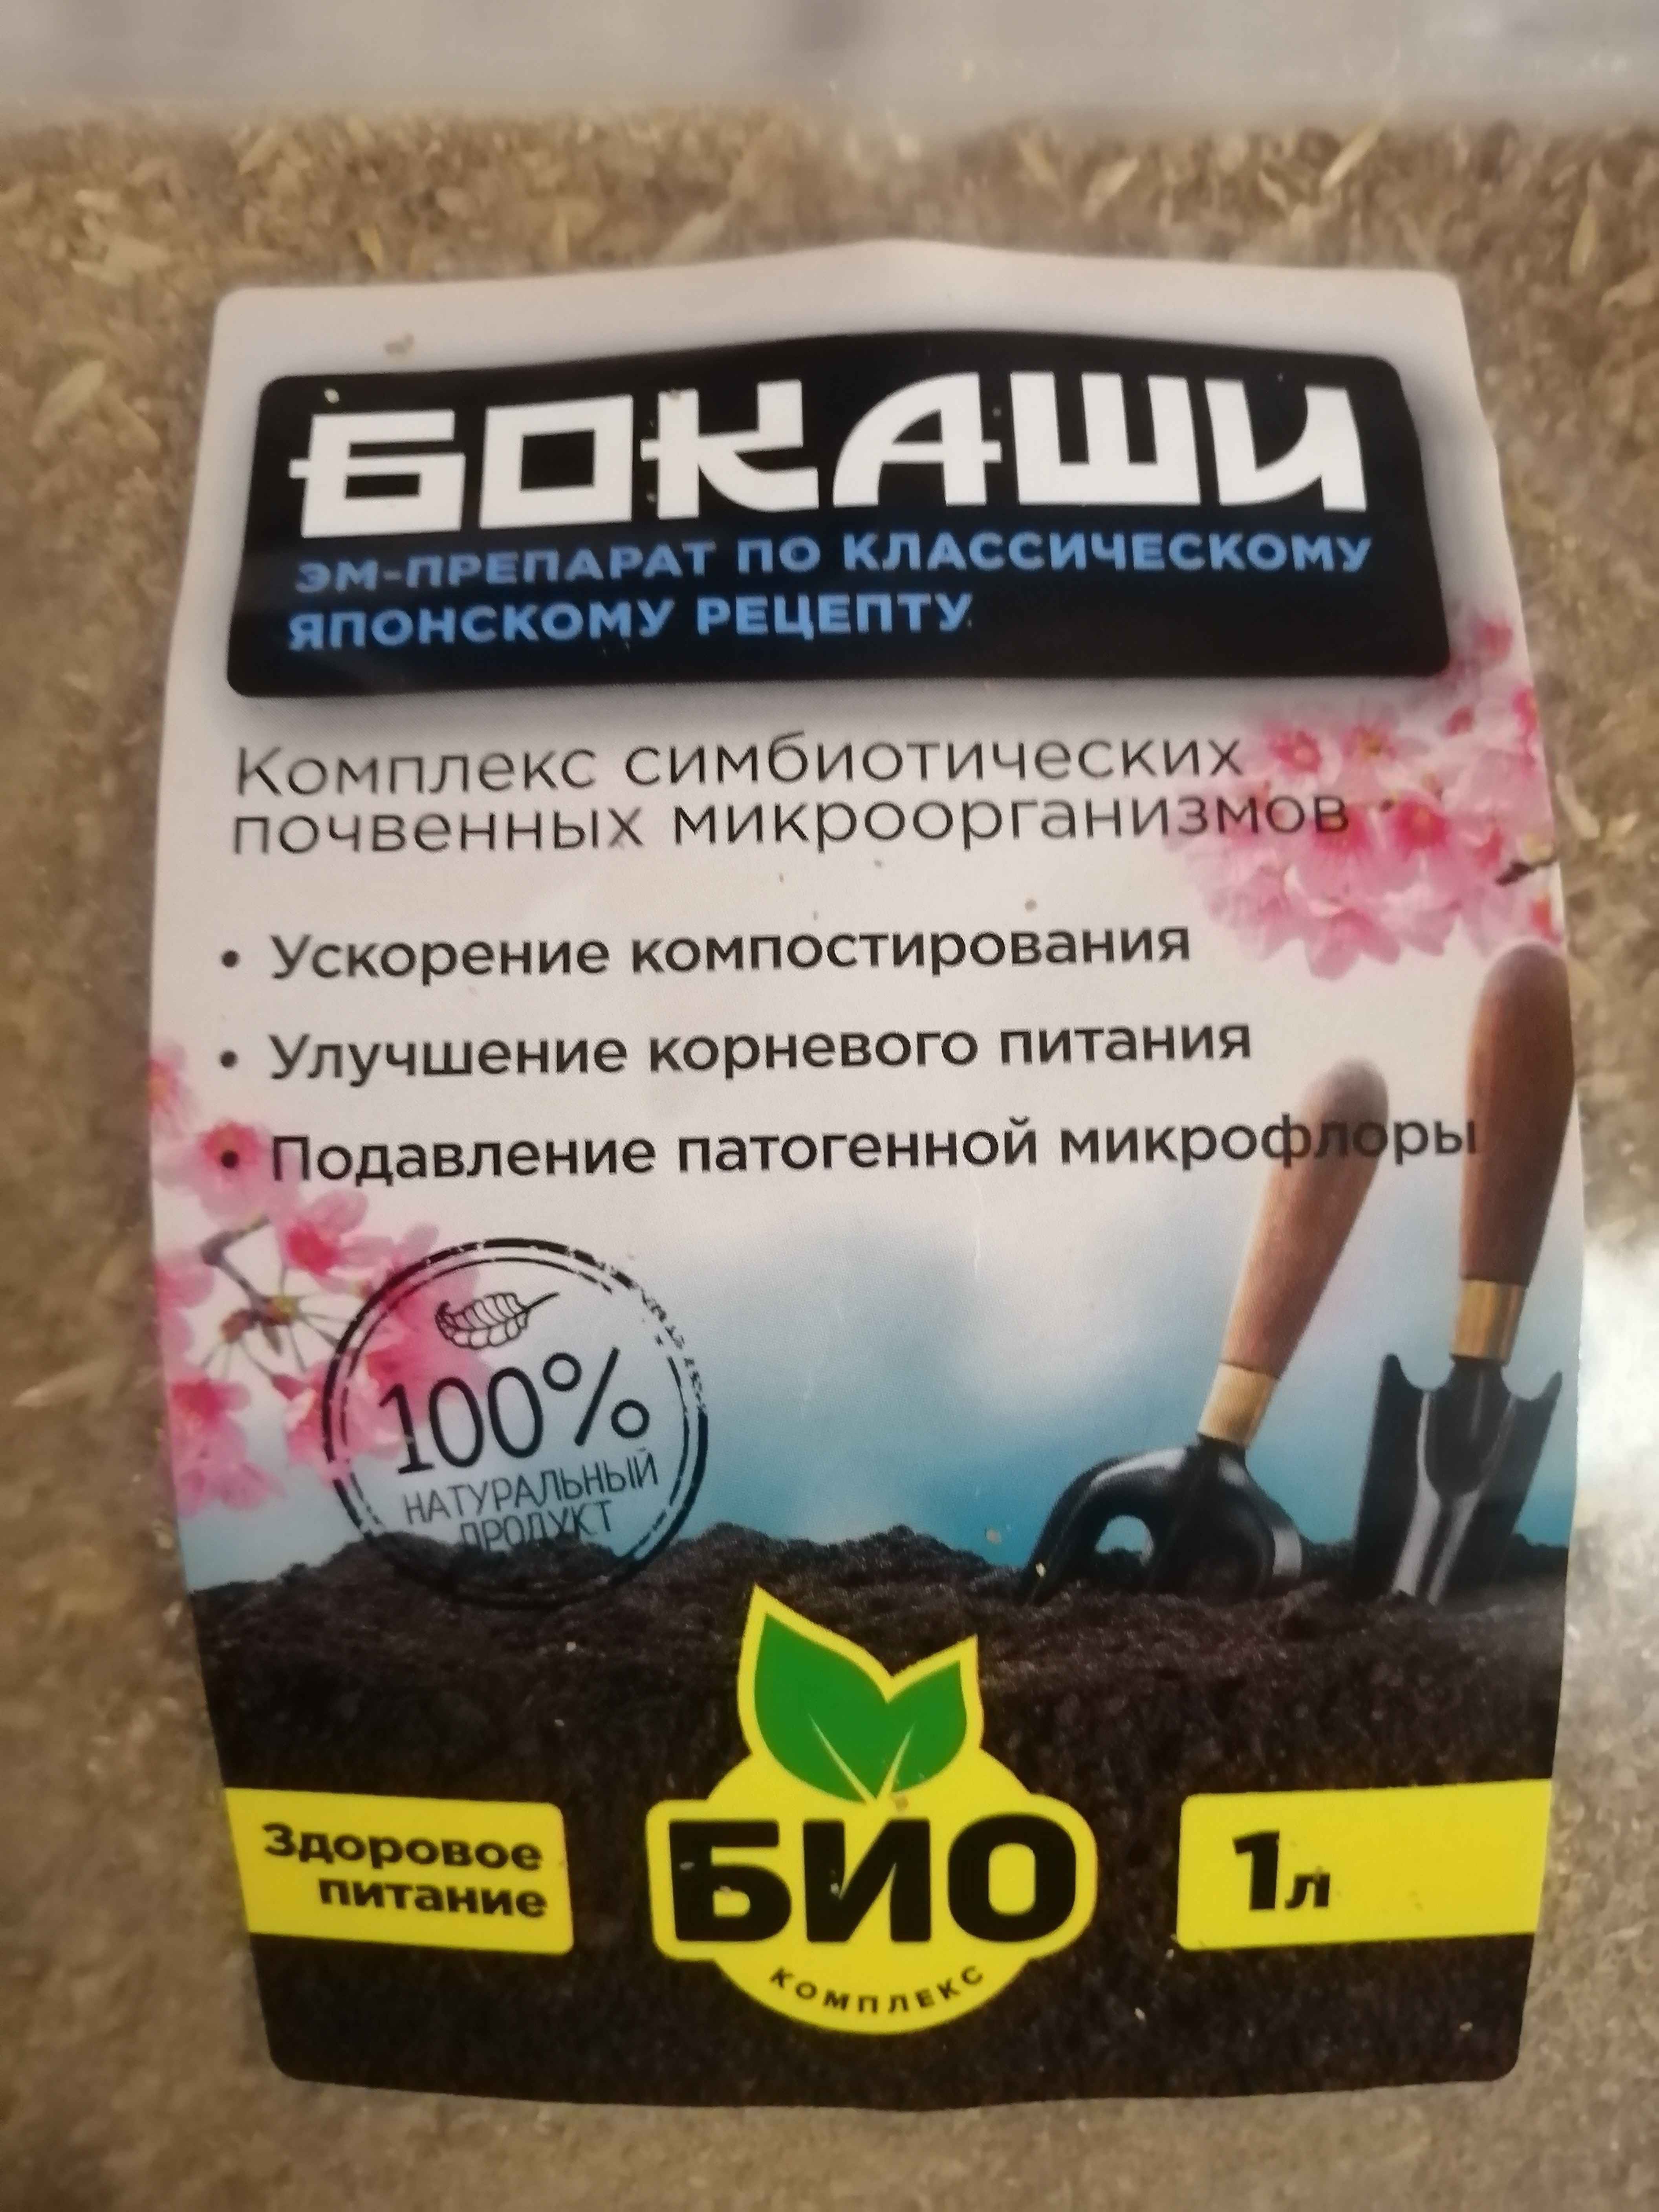 БОКАШИ
ЭМ-ПРЕПАРАТ ПО КЛАССИЧЕСКОМУ
ЯПОНСКОМУ РЕЦЕПТУ
Комплекс симбиотических
почвенных микроорганизмов
• Ускорение компостирования
• Улучшение корневого питания
• Подавление патогенной микрофлоры
100%
НАТУРАЛЬНЫЙ
ПРОДУКТ
Здоровое
питание
БИО
КОМПЛЕКС
1л